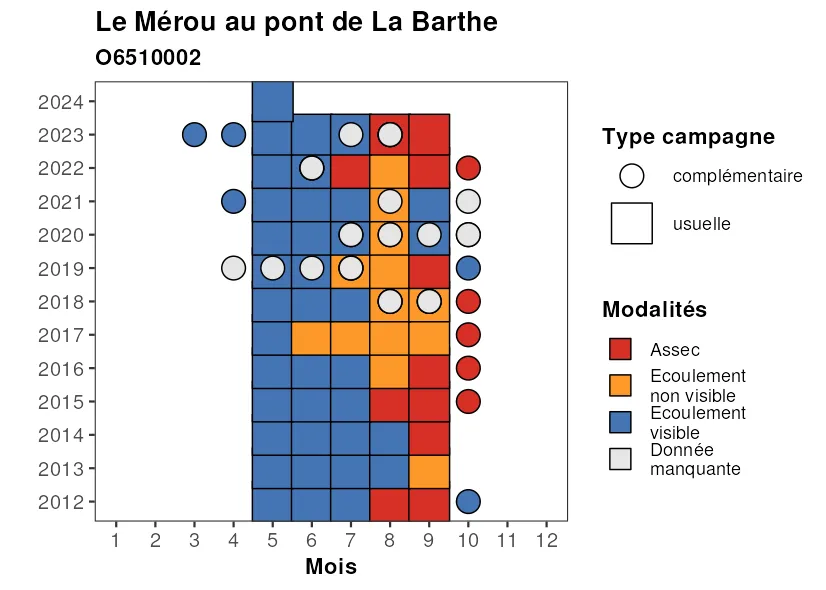 Le Mérou au pont de La Barthe
O6510002
2024
2023
2022
2021
2020
2019
2018
2017
2016
2015
2014
2013
2012
1 2 3 4 5 6 7 8 9 10 11 12
Mois
Type campagne
complémentaire
usuelle
Modalités
Assec
Ecoulement
non visible
Ecoulement
visible
Donnée
manquante